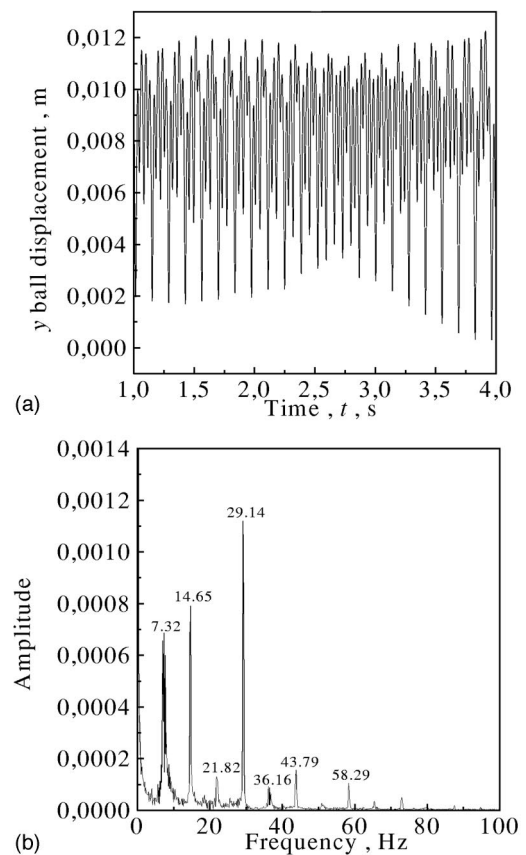 0,012
0,010
0,008
0,006
0,004
0,002
0,000
y ball displacement , m
1,0 1,5 2,0 2,5 3,0 3,5 4,0
Time , t , s
(a)
0,0014
0,0012
0,0010
0,0008
0,0006
0,0004
0,0002
0,0000
Amplitude
29.14
14.65
7.32
21.82
36.16
43.79
58.29
0 20 40 60 80 100
Frequency , Hz
(b)